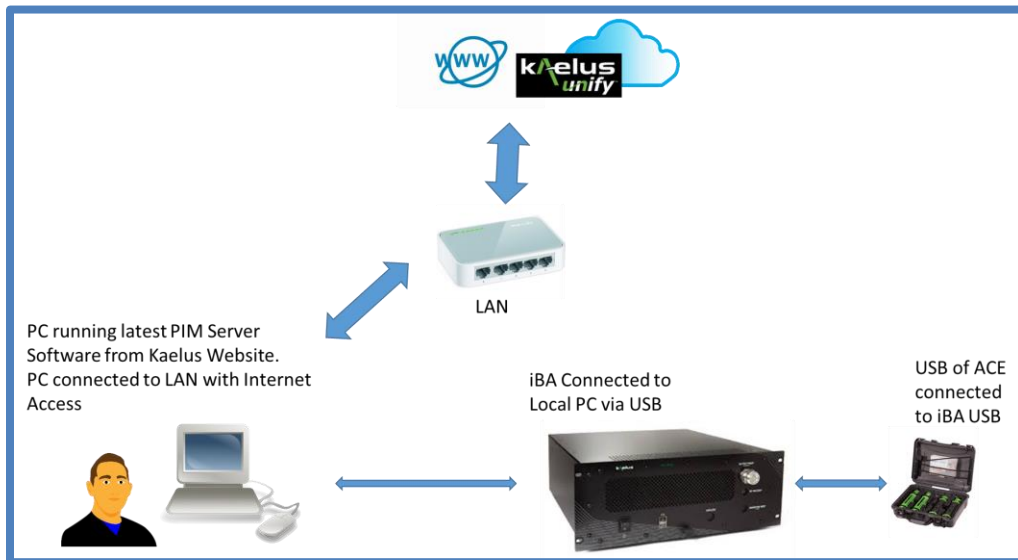 www
kaelus
unify
LAN
PC running latest PIM Server
Software from Kaelus Website.
PC connected to LAN with Internet
Access
iBA Connected to
Local PC via USB
USB of ACE
connected
to iBA USB
kaelus